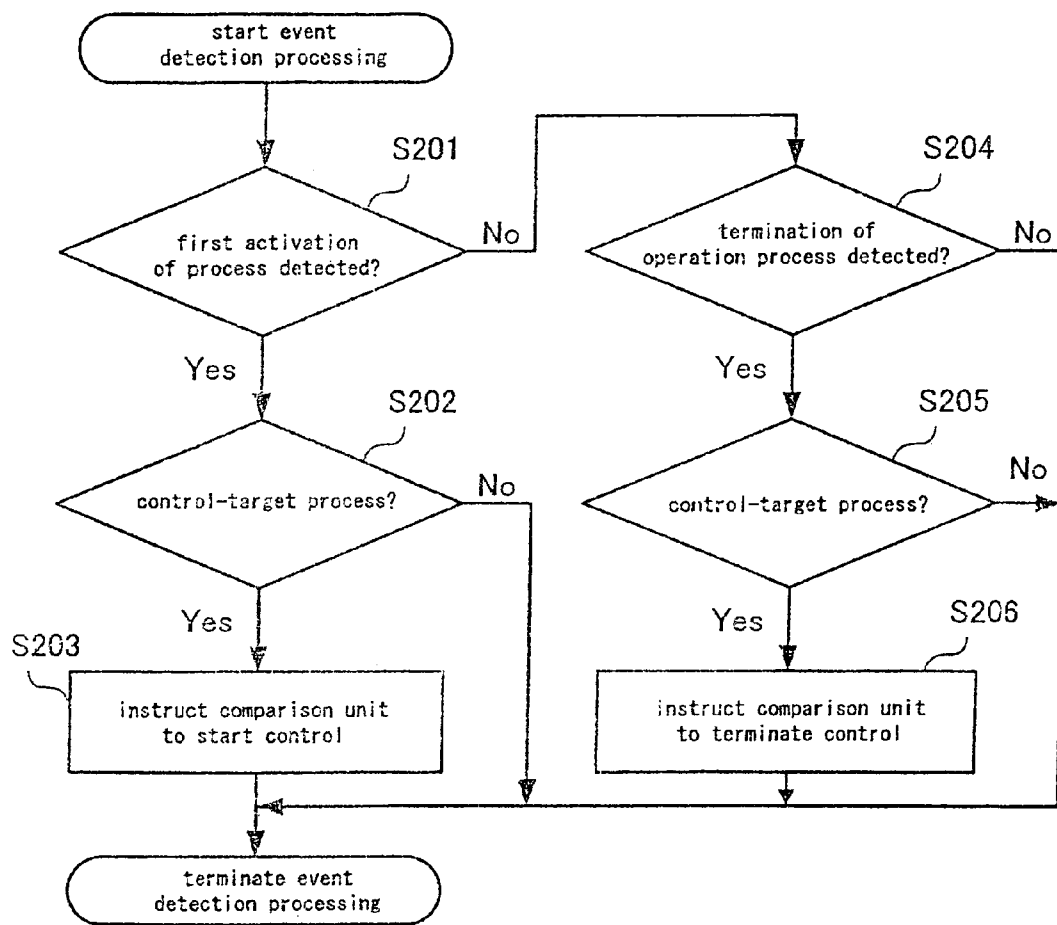 start event
detection processing
S201
first activation
of process detected?
No
Yes
S202
control-target process?
No
Yes
S203
instruct comparison unit
to start control
S204
termination of
operation process detected?
No
Yes
S205
control-target process?
No
Yes
S206
instruct comparison unit
to terminate control
terminate event
detection processing